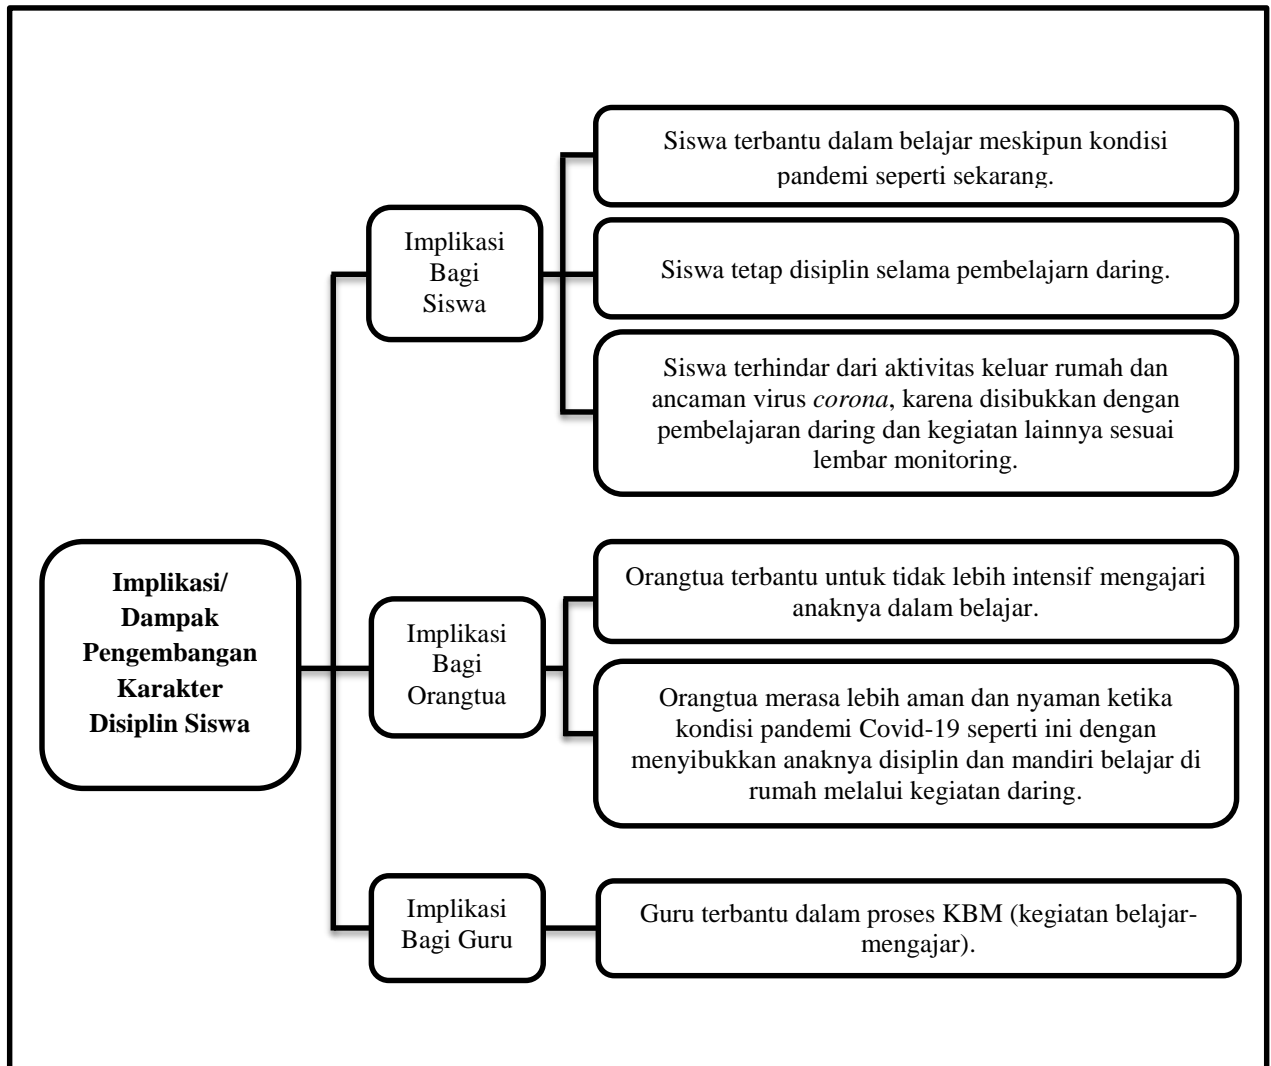 Implikasi/
Dampak
Pengembangan
Karakter
Disiplin Siswa
Implikasi
Bagi
Siswa
Siswa terbantu dalam belajar meskipun kondisi
pandemi seperti sekarang.
Siswa tetap disiplin selama pembelajarn daring.
Siswa terhindar dari aktivitas keluar rumah dan
ancaman virus corona, karena disibukkan dengan
pembelajaran daring dan kegiatan lainnya sesuai
lembar monitoring.
Implikasi
Bagi
Orangtua
Orangtua terbantu untuk tidak lebih intensif mengajari
anaknya dalam belajar.
Orangtua merasa lebih aman dan nyaman ketika
kondisi pandemi Covid-19 seperti ini dengan
menyibukkan anaknya disiplin dan mandiri belajar di
rumah melalui kegiatan daring.
Implikasi
Bagi Guru
Guru terbantu dalam proses KBM (kegiatan belajar-
mengajar).